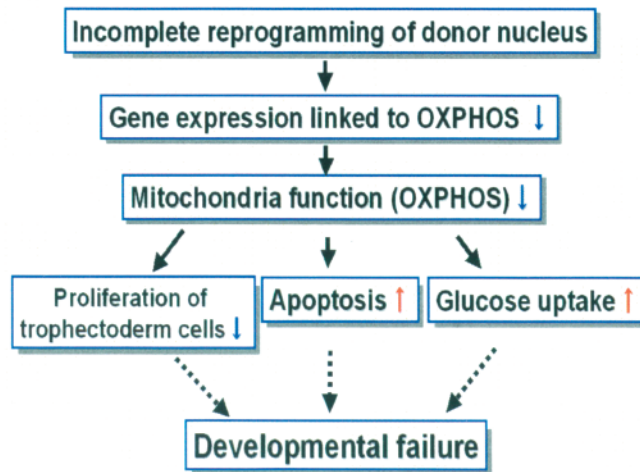 Incomplete reprogramming of donor nucleus
Gene expression linked to OXPHOS ↓
Mitochondria function (OXPHOS) ↓
Proliferation of
trophectoderm cells ↓
Apoptosis ↑
Glucose uptake ↑
Developmental failure